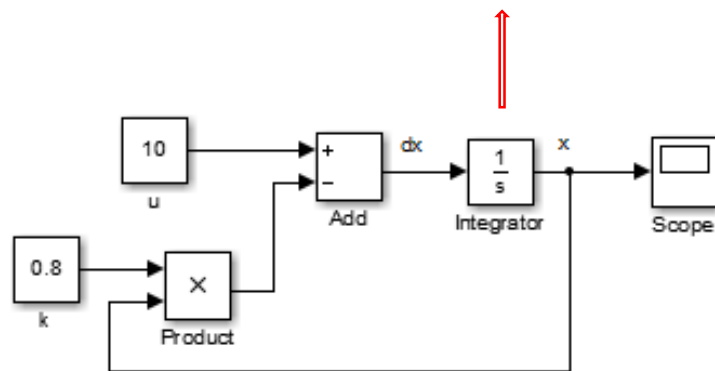 10
u
+
−
Add
dx
1
s
Integrator
x
Scope
0.8
k
×
Product